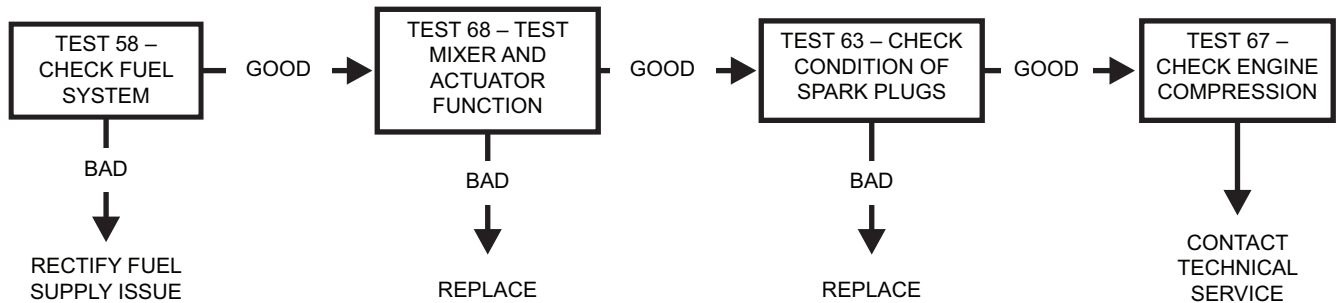 TEST 58 –
CHECK FUEL
SYSTEM
GOOD
TEST 68 – TEST
MIXER AND
ACTUATOR
FUNCTION
GOOD
TEST 63 – CHECK
CONDITION OF
SPARK PLUGS
GOOD
TEST 67 –
CHECK ENGINE
COMPRESSION
BAD
BAD
BAD
RECTIFY FUEL
SUPPLY ISSUE
REPLACE
REPLACE
CONTACT
TECHNICAL
SERVICE